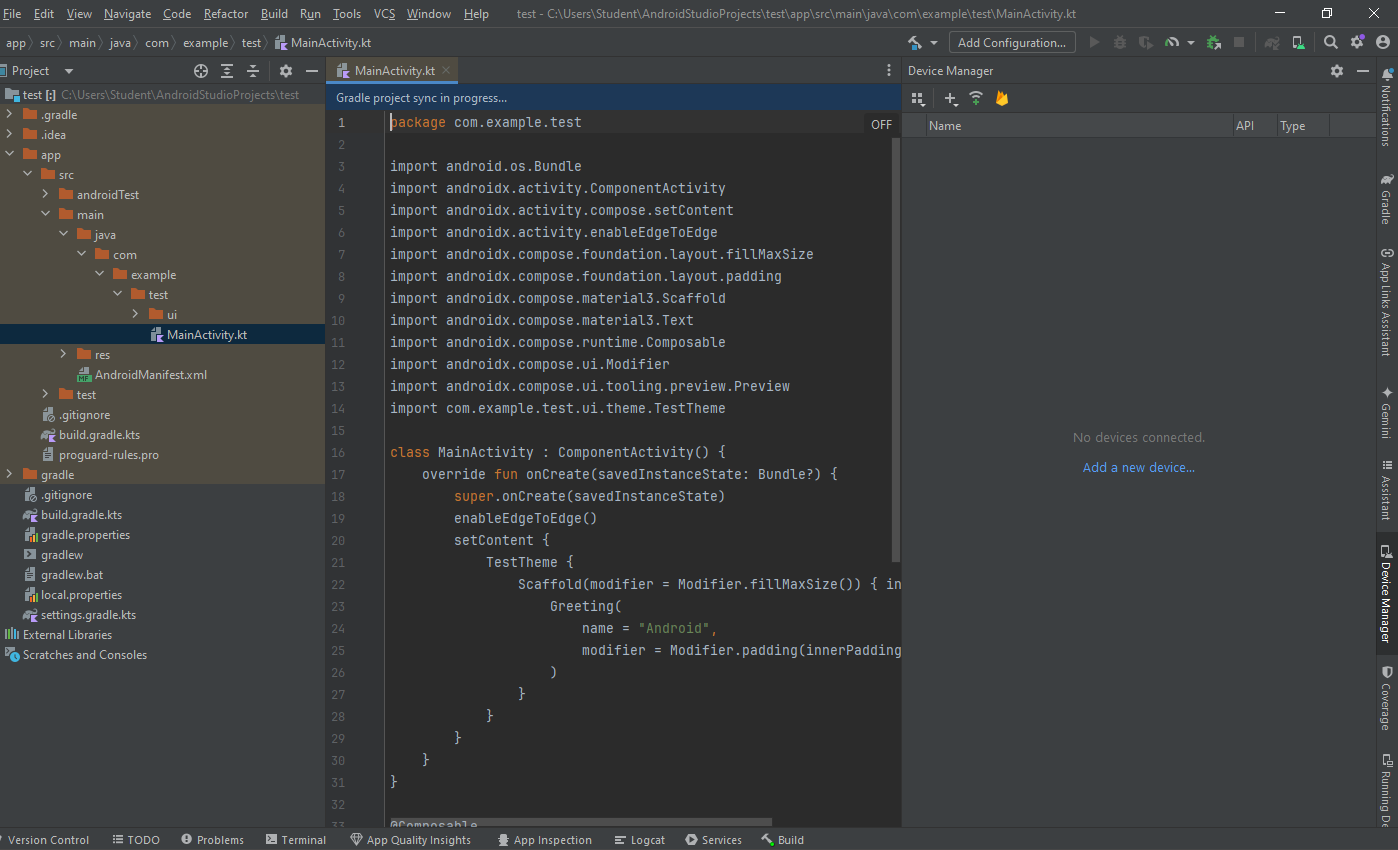 File Edit View Navigate Code Refactor Build Run Tools VCS Window Help test - C:\Users\Student\AndroidStudioProjects\test\app\src\main\java\com\example\test\MainActivity.kt
app src main java com example test MainActivity.kt Add Configuration...
Project
test [:] C:\Users\Student\AndroidStudioProjects\test
.gradle
.idea
app
src
androidTest
main
java
com
example
test
ui
MainActivity.kt
res
AndroidManifest.xml
test
.gitignore
build.gradle.kts
proguard-rules.pro
gradle
.gitignore
build.gradle.kts
gradle.properties
gradlew
gradlew.bat
local.properties
settings.gradle.kts
External Libraries
Scratches and Consoles
MainActivity.kt
Gradle project sync in progress...
OFF
1 package com.example.test
2
3 import android.os.Bundle
4 import androidx.activity.ComponentActivity
5 import androidx.activity.compose.setContent
6 import androidx.activity.enableEdgeToEdge
7 import androidx.compose.foundation.layout.fillMaxSize
8 import androidx.compose.foundation.layout.padding
9 import androidx.compose.material3.Scaffold
10 import androidx.compose.material3.Text
11 import androidx.compose.runtime.Composable
12 import androidx.compose.ui.Modifier
13 import androidx.compose.ui.tooling.preview.Preview
14 import com.example.test.ui.theme.TestTheme
15
16 class MainActivity : ComponentActivity() {
17 override fun onCreate(savedInstanceState: Bundle?) {
18 super.onCreate(savedInstanceState)
19 enableEdgeToEdge()
20 setContent {
21 TestTheme {
22 Scaffold(modifier = Modifier.fillMaxSize()) { in
23 Greeting(
24 name = "Android",
25 modifier = Modifier.padding(innerPadding
26 )
27 }
28 }
29 }
30 }
31 }
32
33 @Composable
Device Manager
Name API Type
No devices connected.
Add a new device...
Notifications
Gradle
App Links Assistant
Gemini
Assistant
Device Manager
Coverage
Running De
Version Control TODO Problems Terminal App Quality Insights App Inspection Logcat Services Build